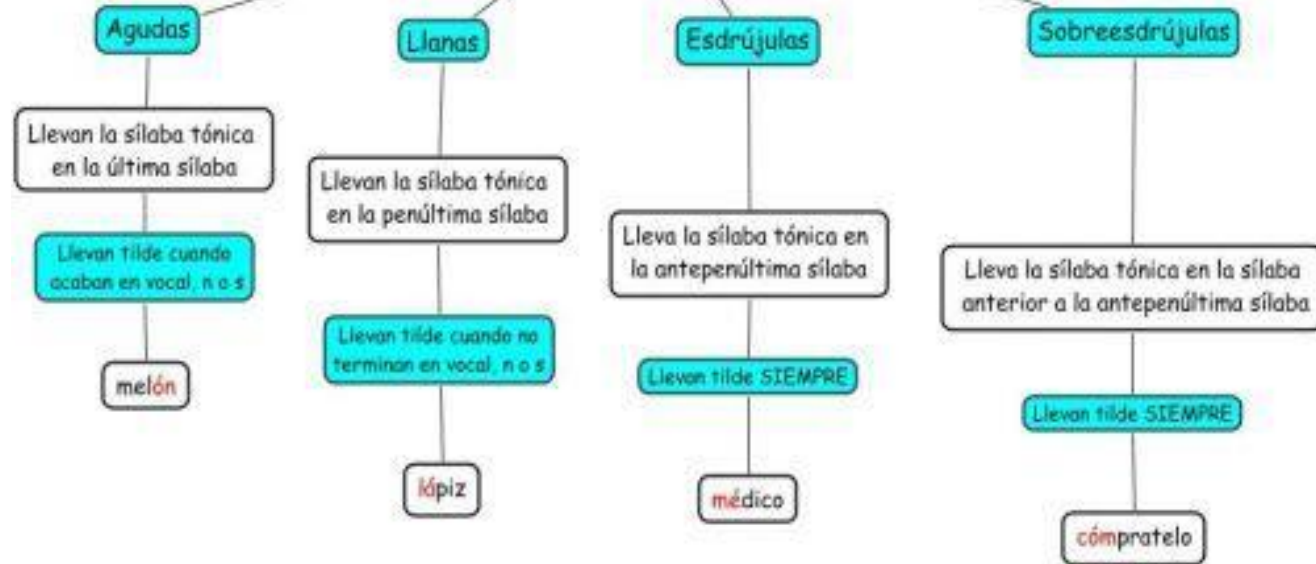 Agudas
Llevan la sílaba tónica
en la última sílaba
Llevan tilde cuando
acaban en vocal, n o s
melón
Llanas
Llevan la sílaba tónica
en la penúltima sílaba
Llevan tilde cuando no
terminan en vocal, n o s
lápiz
Esdrújulas
Lleva la sílaba tónica en
la antepenúltima sílaba
Llevan tilde SIEMPRE
médico
Sobreesdrújulas
Lleva la sílaba tónica en la sílaba
anterior a la antepenúltima sílaba
Llevan tilde SIEMPRE
cómpratelo